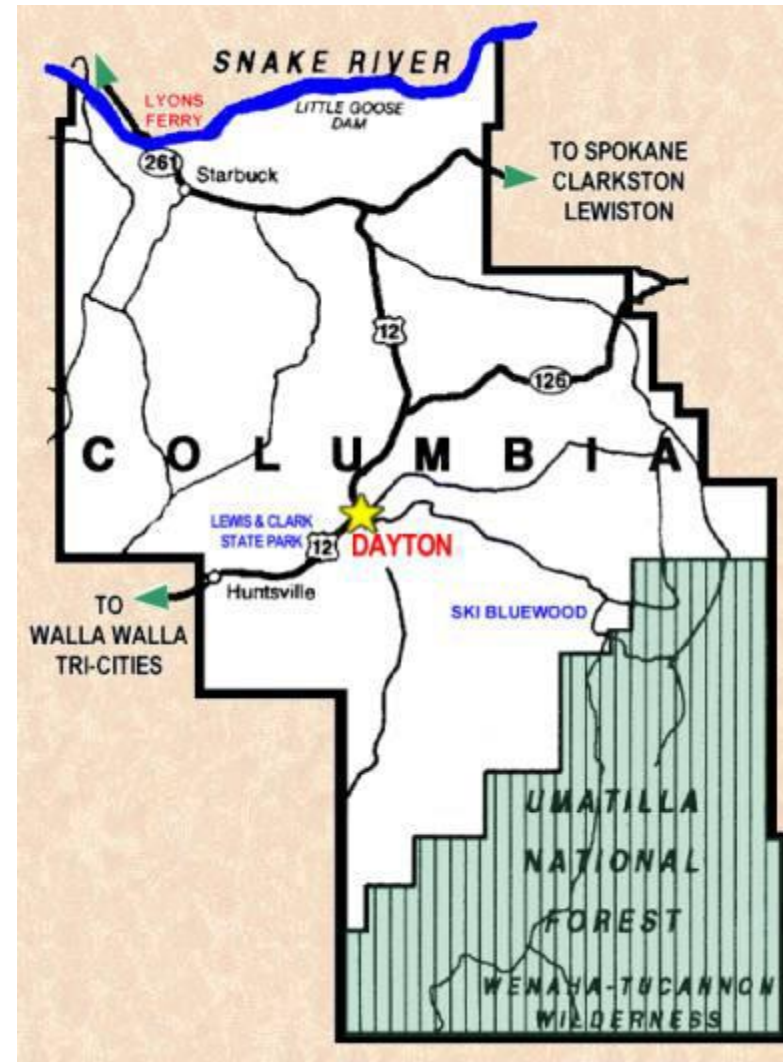 SNAKE RIVER
LYONS
FERRY
LITTLE GOOSE
DAM
261
Starbuck
TO SPOKANE
CLARKSTON
LEWISTON
12
126
COLUMBIA
LEWIS & CLARK
STATE PARK
12
DAYTON
Huntsville
TO
WALLA WALLA
TRI-CITIES
SKI BLUEWOOD
UMATILLA
NATIONAL
FOREST
WENAHA-TUCANNON
WILDERNESS